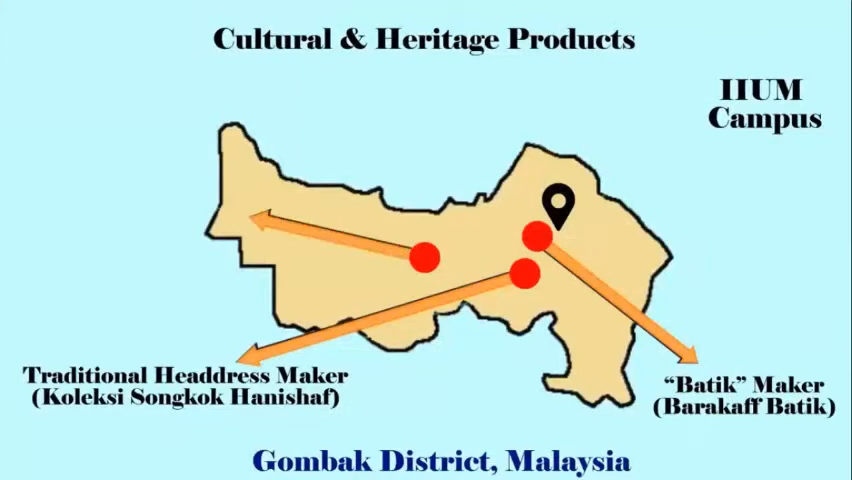 Cultural & Heritage Products
IIUM
Campus
Traditional Headdress Maker
(Koleksi Songkok Hanishaf)
“Batik” Maker
(Barakaff Batik)
Gombak District, Malaysia